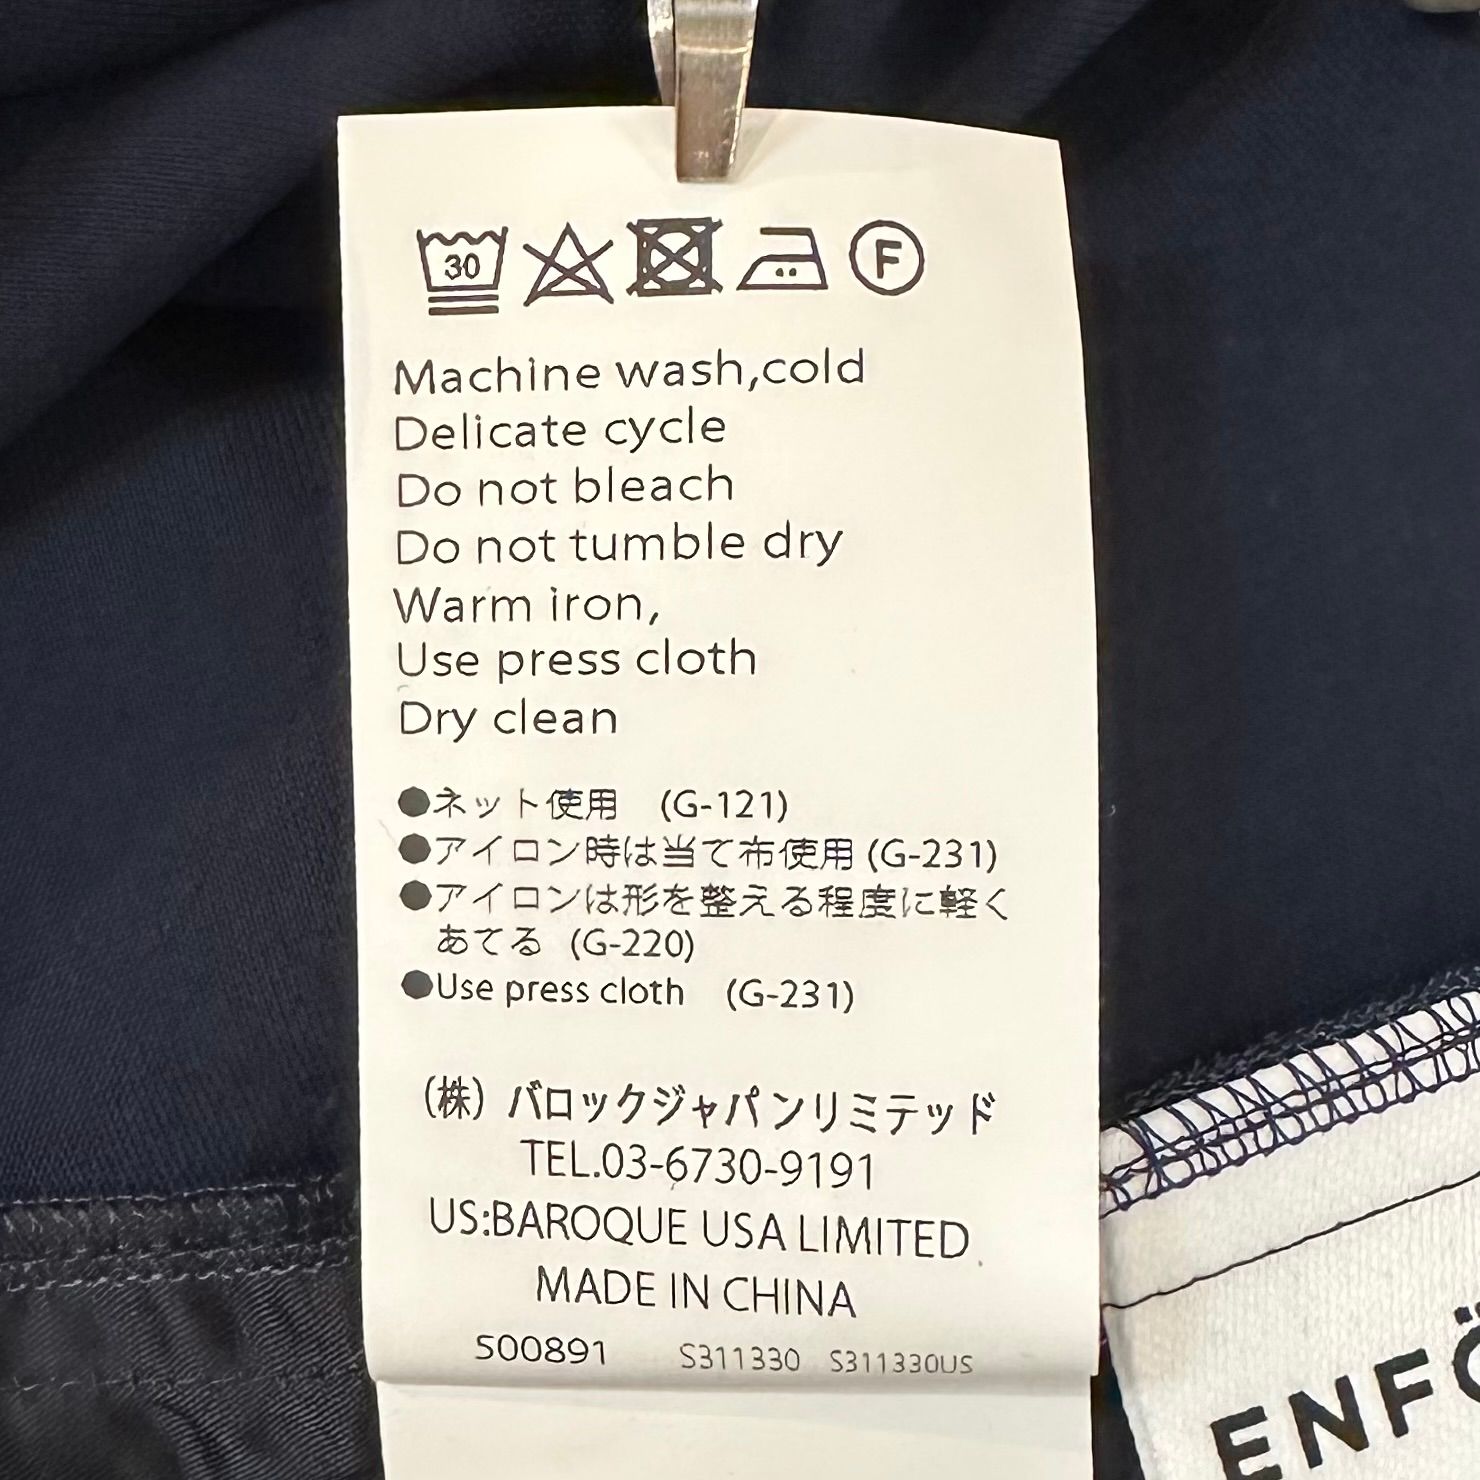 30
F
Machine wash,cold
Delicate cycle
Do not bleach
Do not tumble dry
Warm iron,
Use press cloth
Dry clean
●ネット使用 (G-121)
●アイロン時は当て布使用 (G-231)
●アイロンは形を整える程度に軽く
あてる (G-220)
●Use press cloth (G-231)
(株) バロックジャパンリミテッド
TEL.03-6730-9191
US:BAROQUE USA LIMITED
MADE IN CHINA
500891 S311330 S311330US
ENFÖ